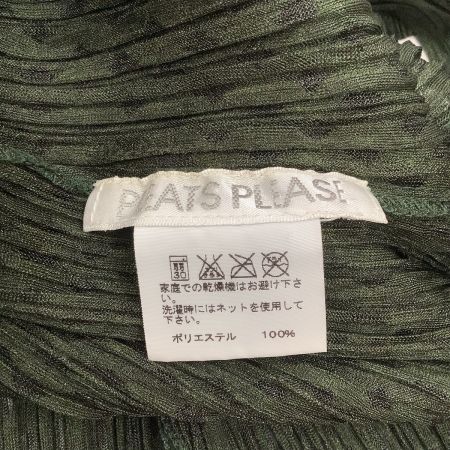 PLEATS PLEASE
30
家庭での乾燥機はお避け下さ
い。
洗濯時にはネットを使用して下
さい。
ポリエステル 100%